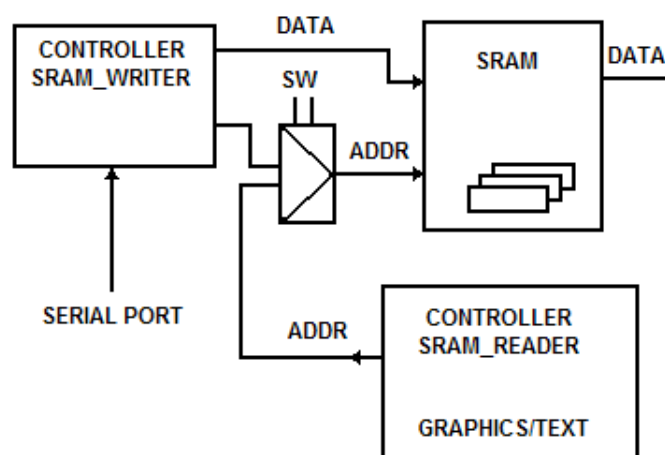 CONTROLLER
SRAM_WRITER
DATA
SW
SRAM
DATA
ADDR
SERIAL PORT
ADDR
CONTROLLER
SRAM_READER
GRAPHICS/TEXT